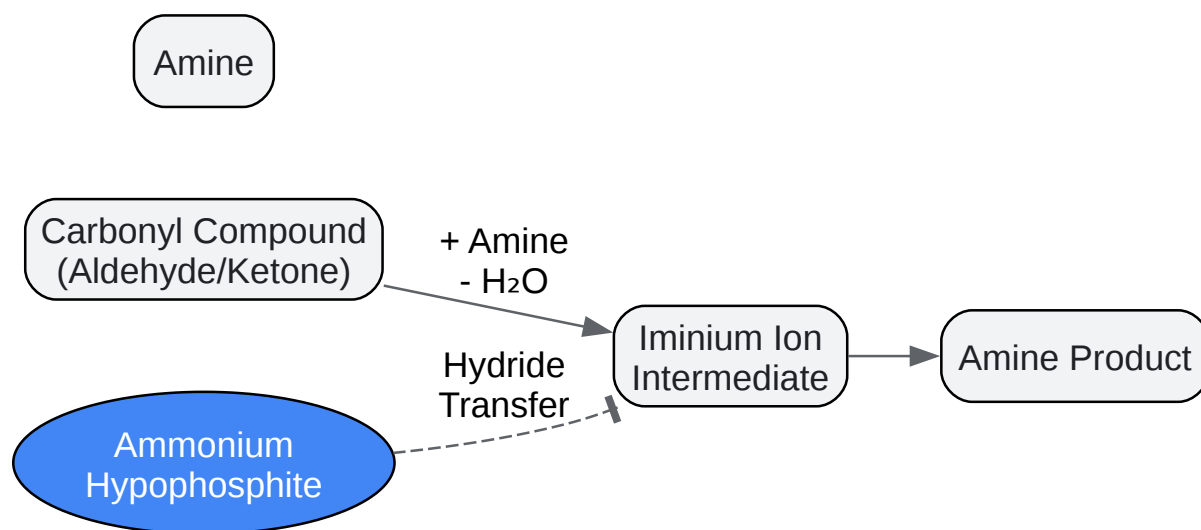 Amine
Carbonyl Compound
(Aldehyde/Ketone)
+ Amine
- H₂O
Iminium Ion
Intermediate
Amine Product
Hydride
Transfer
Ammonium
Hypophosphite